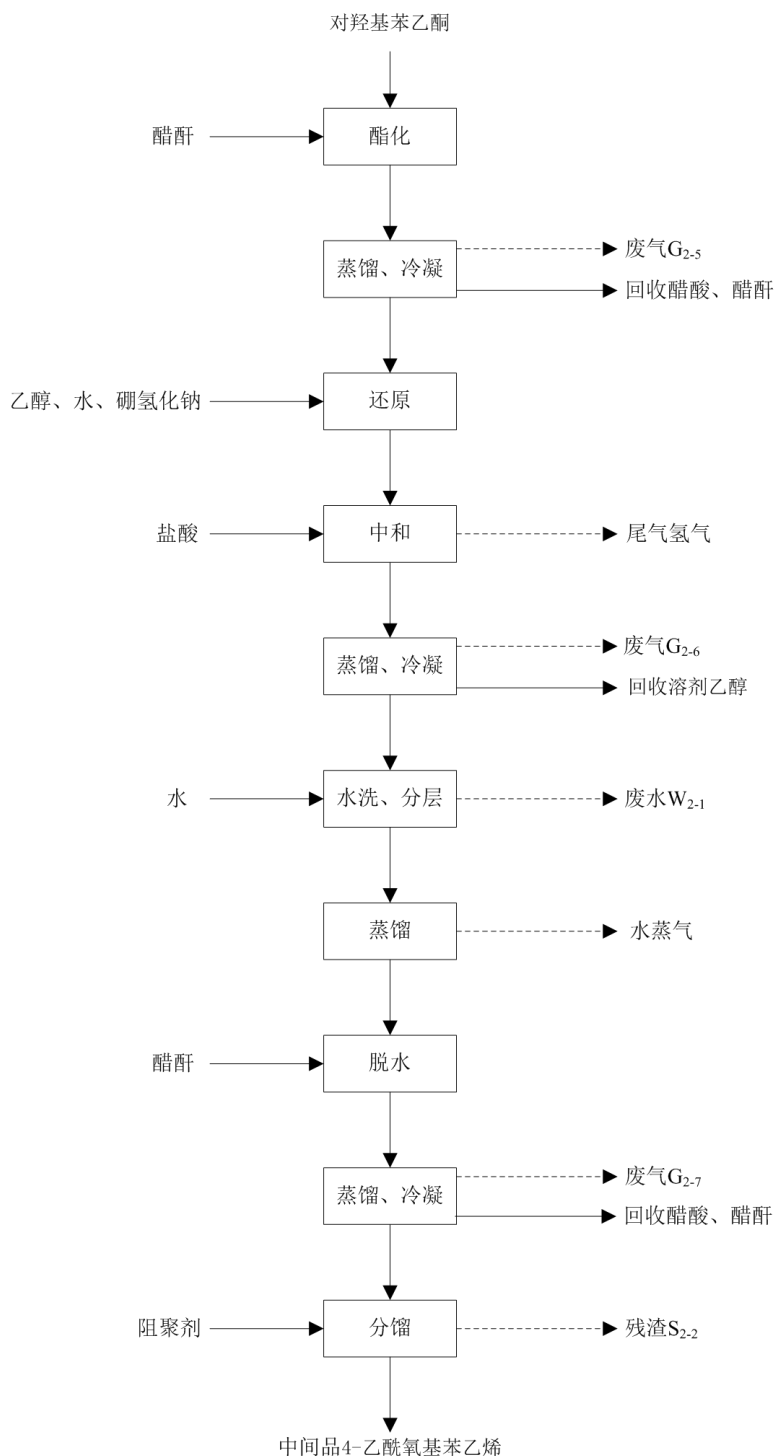 对羟基苯乙酮
醋酐
酯化
废气G2-5
蒸馏、冷凝
回收醋酸、醋酐
乙醇、水、硼氢化钠
还原
盐酸
中和
尾气氢气
废气G2-6
蒸馏、冷凝
回收溶剂乙醇
水
水洗、分层
废水W2-1
蒸馏
水蒸气
醋酐
脱水
废气G2-7
蒸馏、冷凝
回收醋酸、醋酐
阻聚剂
分馏
残渣S2-2
中间品4-乙酰氧基苯乙烯